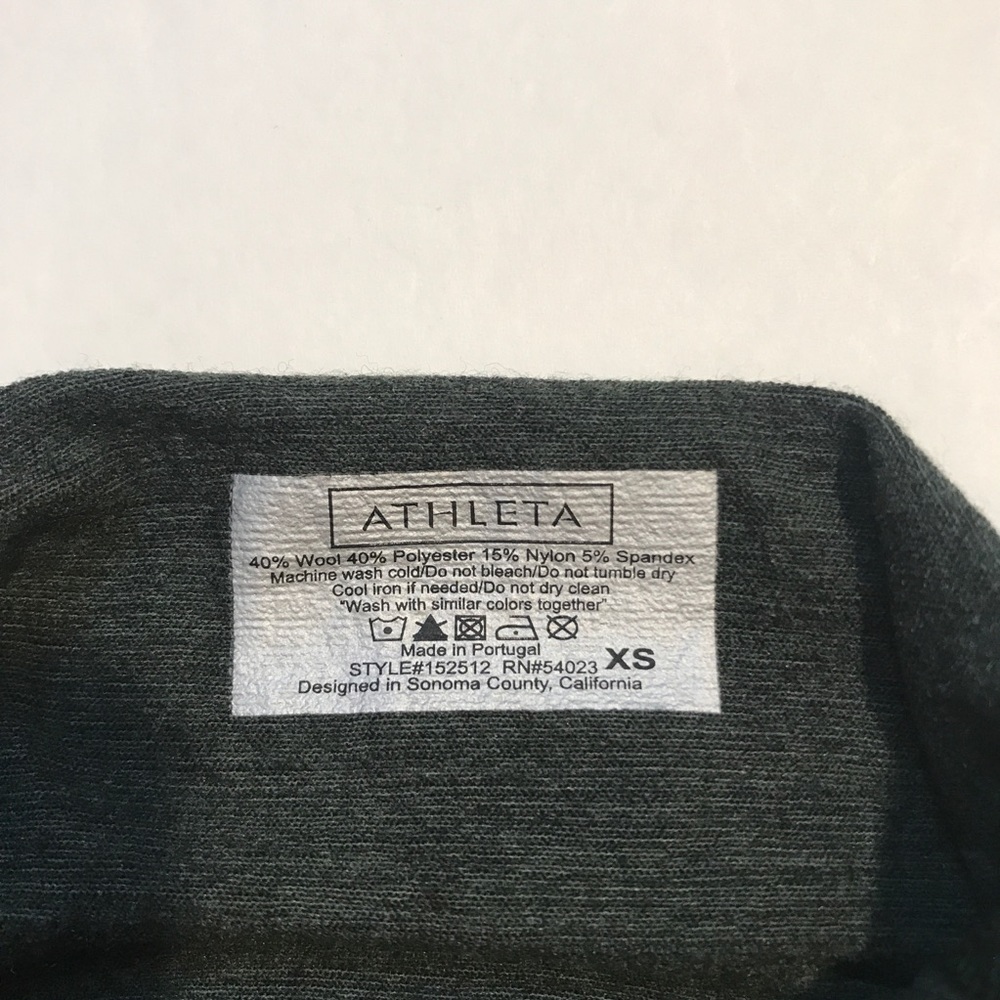 ATHLETA
40% Wool 40% Polyester 15% Nylon 5% Spandex
Machine wash cold/Do not bleach/Do not tumble dry
Cool iron if needed/Do not dry clean
"Wash with similar colors together"
Made in Portugal
STYLE#152512 RN#54023 XS
Designed in Sonoma County, California